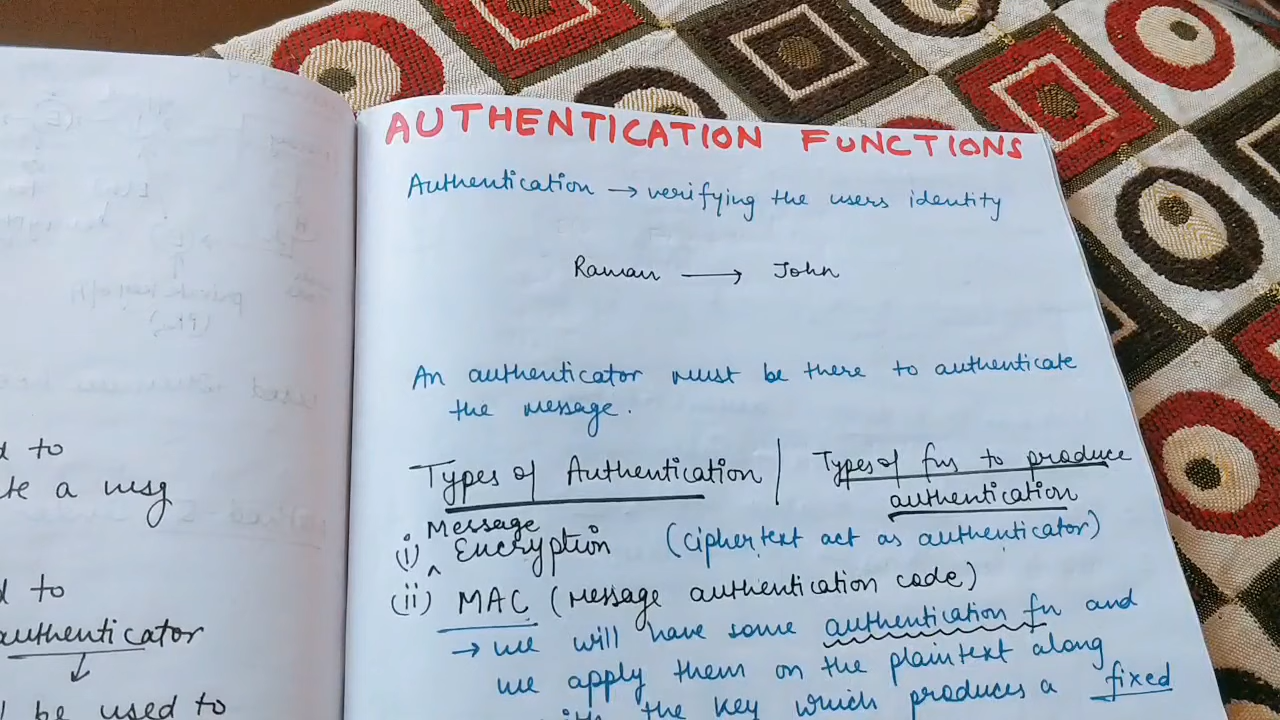 d to
te a msg
d to
authenticator
be used to
AUTHENTICATION FUNCTIONS
Authentication → verifying the users identity
Raman → John
An authenticator must be there to authenticate
the message.
Types of Authentication | Types of fns to produce
authentication
Message
(i) ^ Encryption (ciphertext act as authenticator)
(ii) MAC (Message authentication code)
→ we will have some authentication fn and
we apply them on the plaintext along
with the key which produces a fixed